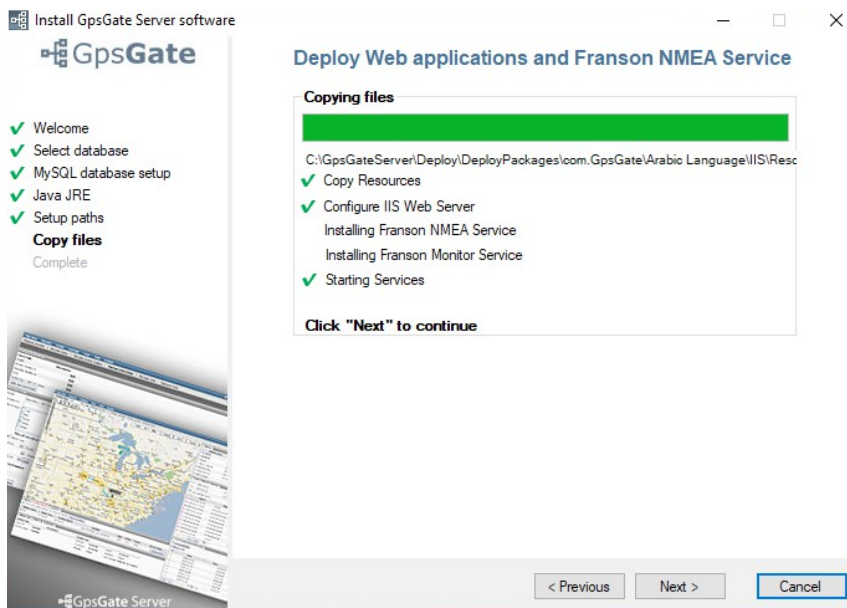 Install GpsGate Server software
GpsGate
Welcome
Select database
MySQL database setup
Java JRE
Setup paths
Copy files
Complete
GpsGate Server
Deploy Web applications and Franson NMEA Service
Copying files
C:\GpsGateServer\Deploy\DeployPackages\com.GpsGate\Arabic Language\IIS\Resc
Copy Resources
Configure IIS Web Server
Installing Franson NMEA Service
Installing Franson Monitor Service
Starting Services
Click "Next" to continue
< Previous
Next >
Cancel